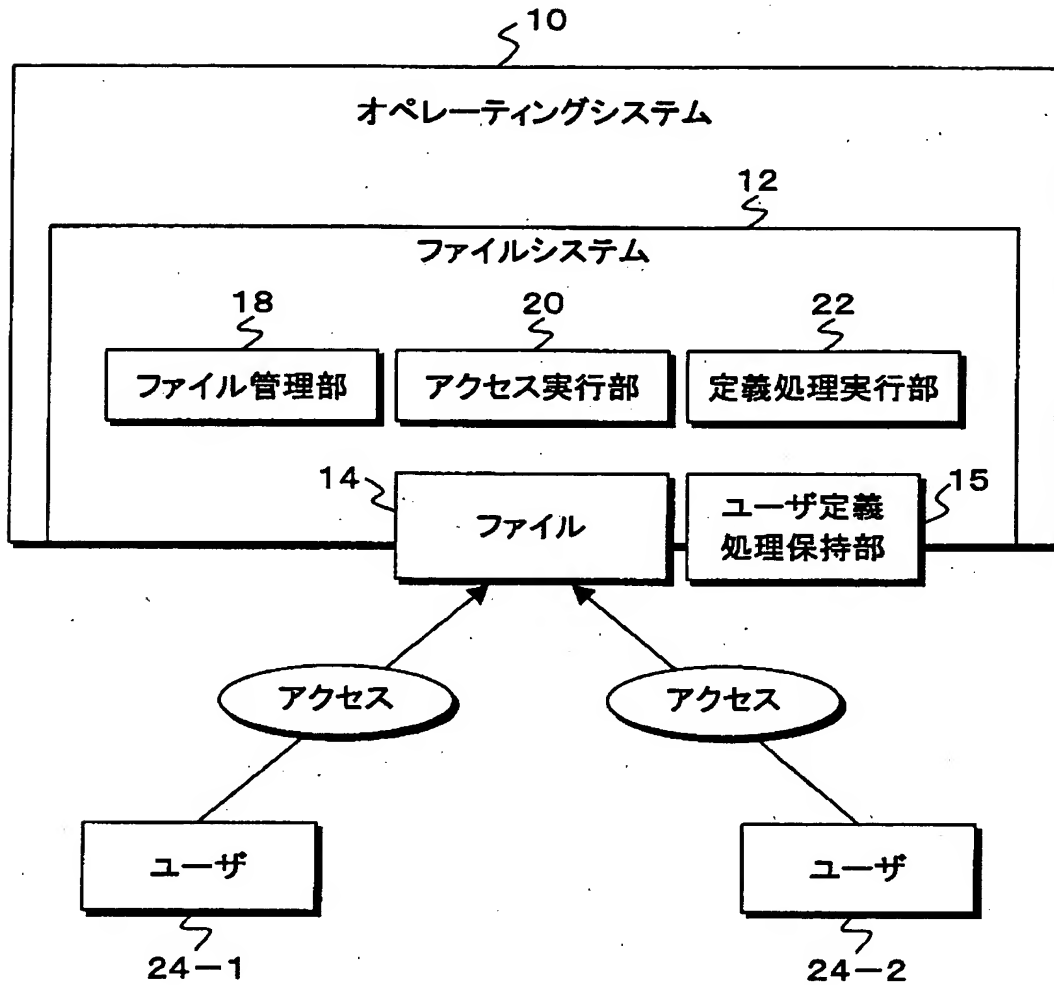 10
オペレーティングシステム
12
ファイルシステム
18
20
22
ファイル管理部
アクセス実行部
定義処理実行部
14
ファイル
ユーザ定義
処理保持部
15
アクセス
アクセス
ユーザ
ユーザ
24-1
24-2